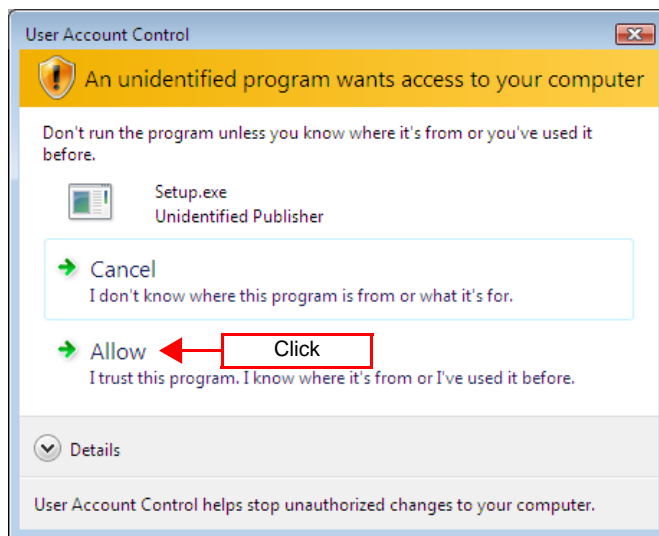 User Account Control
An unidentified program wants access to your computer
Don't run the program unless you know where it's from or you've used it
before.
Setup.exe
Unidentified Publisher
Cancel
I don't know where this program is from or what it's for.
Allow
Click
I trust this program. I know where it's from or I've used it before.
Details
User Account Control helps stop unauthorized changes to your computer.